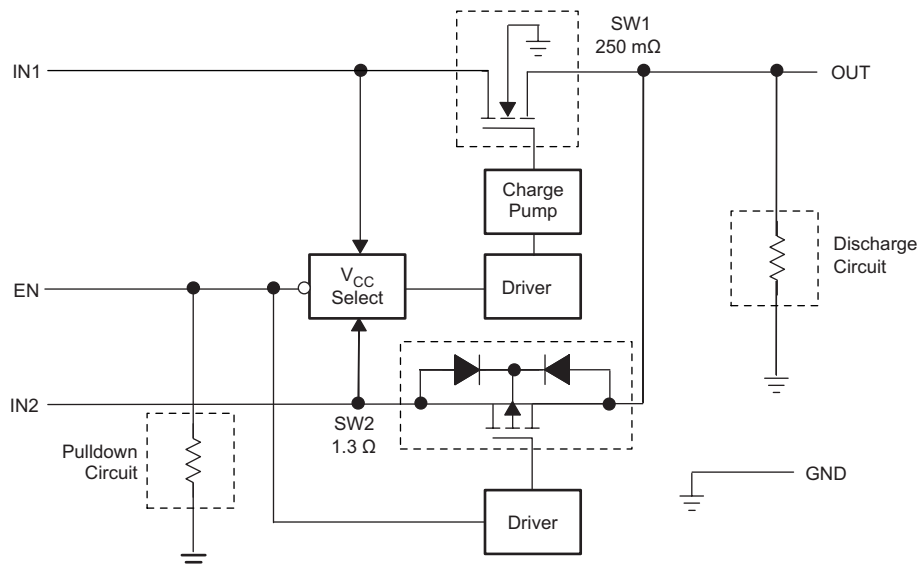 SW1
250 mΩ
IN1
OUT
Charge
Pump
Discharge
Circuit
EN
V_CC
Select
Driver
IN2
SW2
1.3 Ω
Pulldown
Circuit
GND
Driver